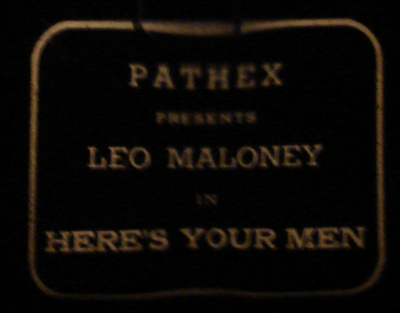 PATHEX
PRESENTS
LEO MALONEY
IN
HERE'S YOUR MEN